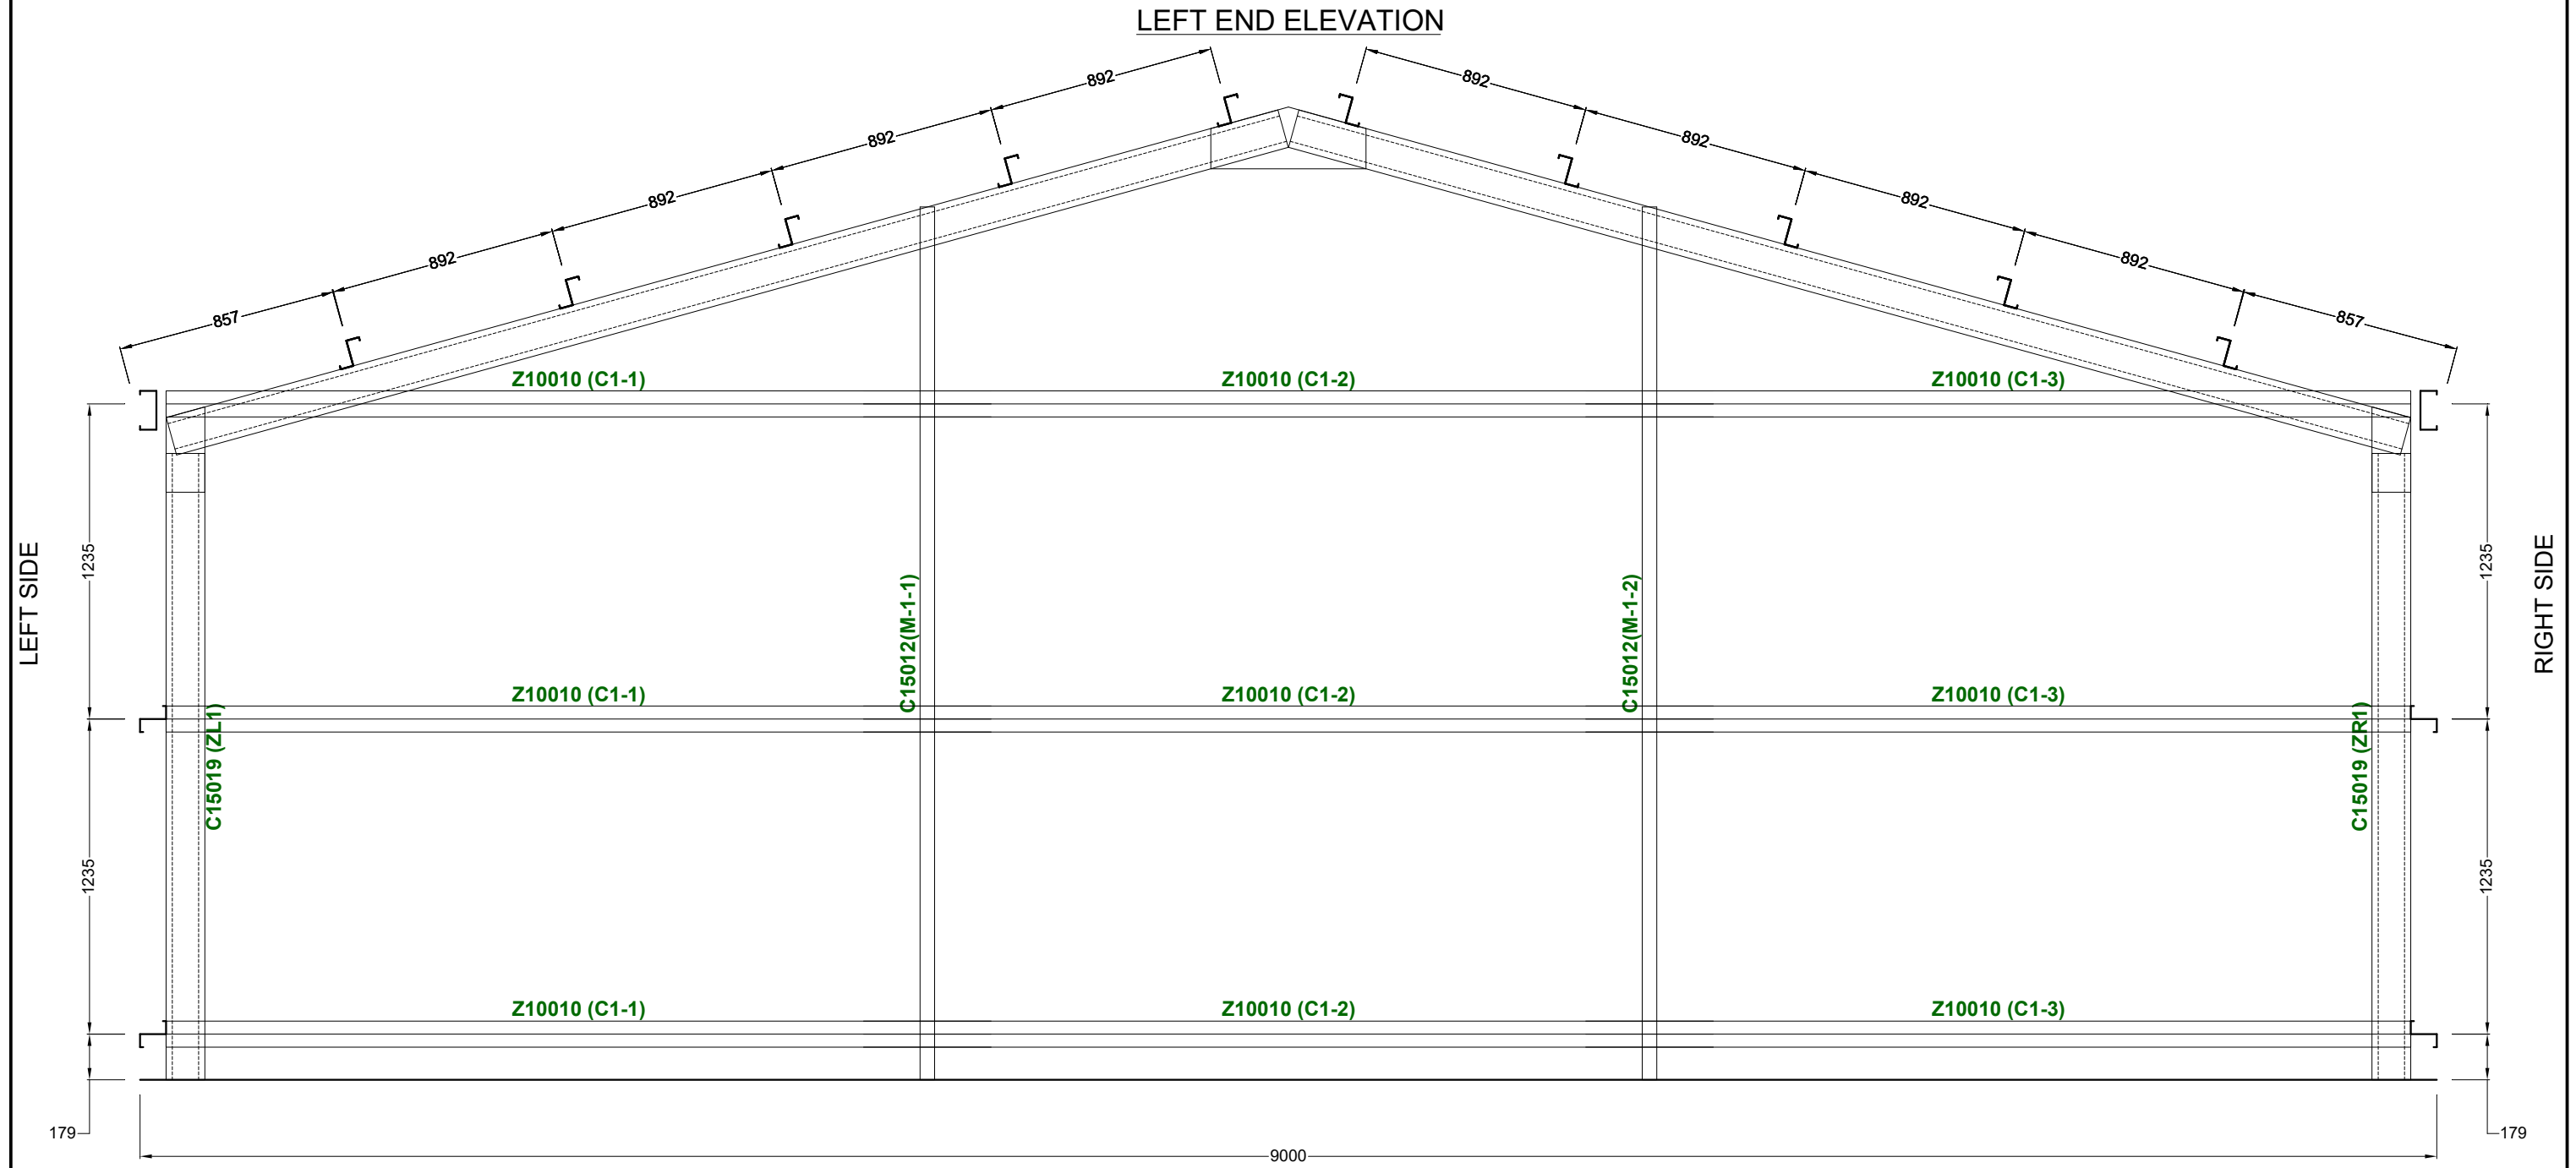 LEFT END ELEVATION
892
892
892
892
892
892
892
892
857
857
Z10010 (C1-1)
Z10010 (C1-2)
Z10010 (C1-3)
LEFT SIDE
1235
C15012(M-1-1)
C15012(M-1-2)
1235
RIGHT SIDE
Z10010 (C1-1)
Z10010 (C1-2)
Z10010 (C1-3)
C15019 (ZL1)
C15019 (ZR1)
1235
1235
Z10010 (C1-1)
Z10010 (C1-2)
Z10010 (C1-3)
179
179
9000